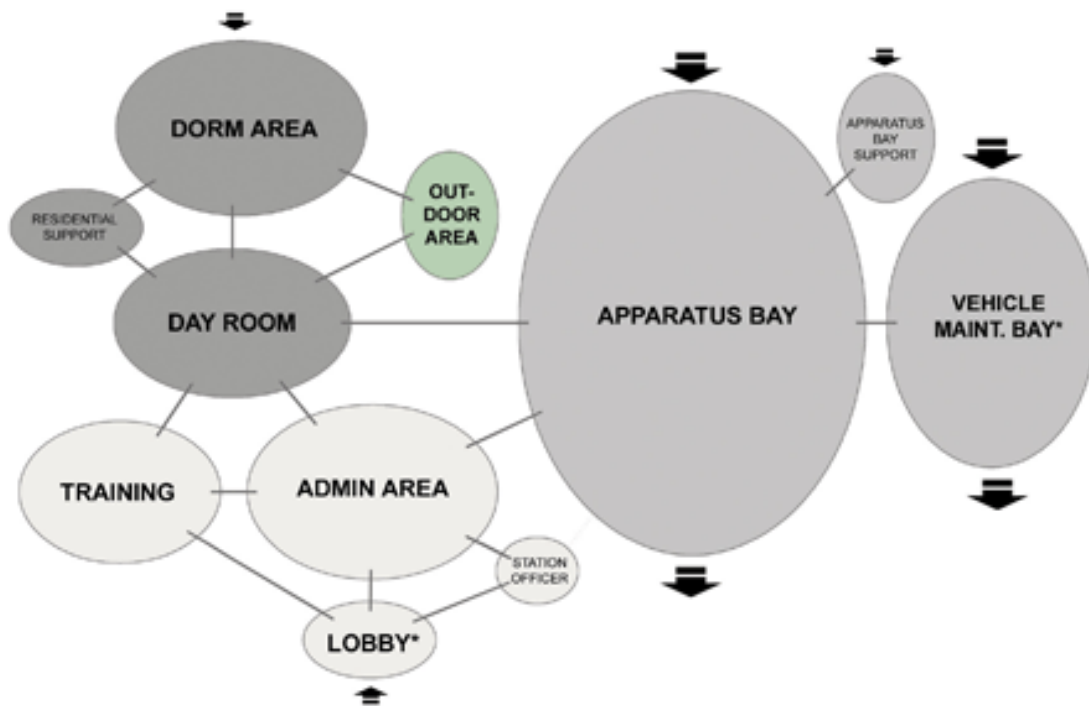 DORM AREA
RESIDENTIAL
SUPPORT
OUT-
DOOR
AREA
DAY ROOM
APPARATUS BAY
APPARATUS
BAY
SUPPORT
VEHICLE
MAINT. BAY*
TRAINING
ADMIN AREA
STATION
OFFICER
LOBBY*